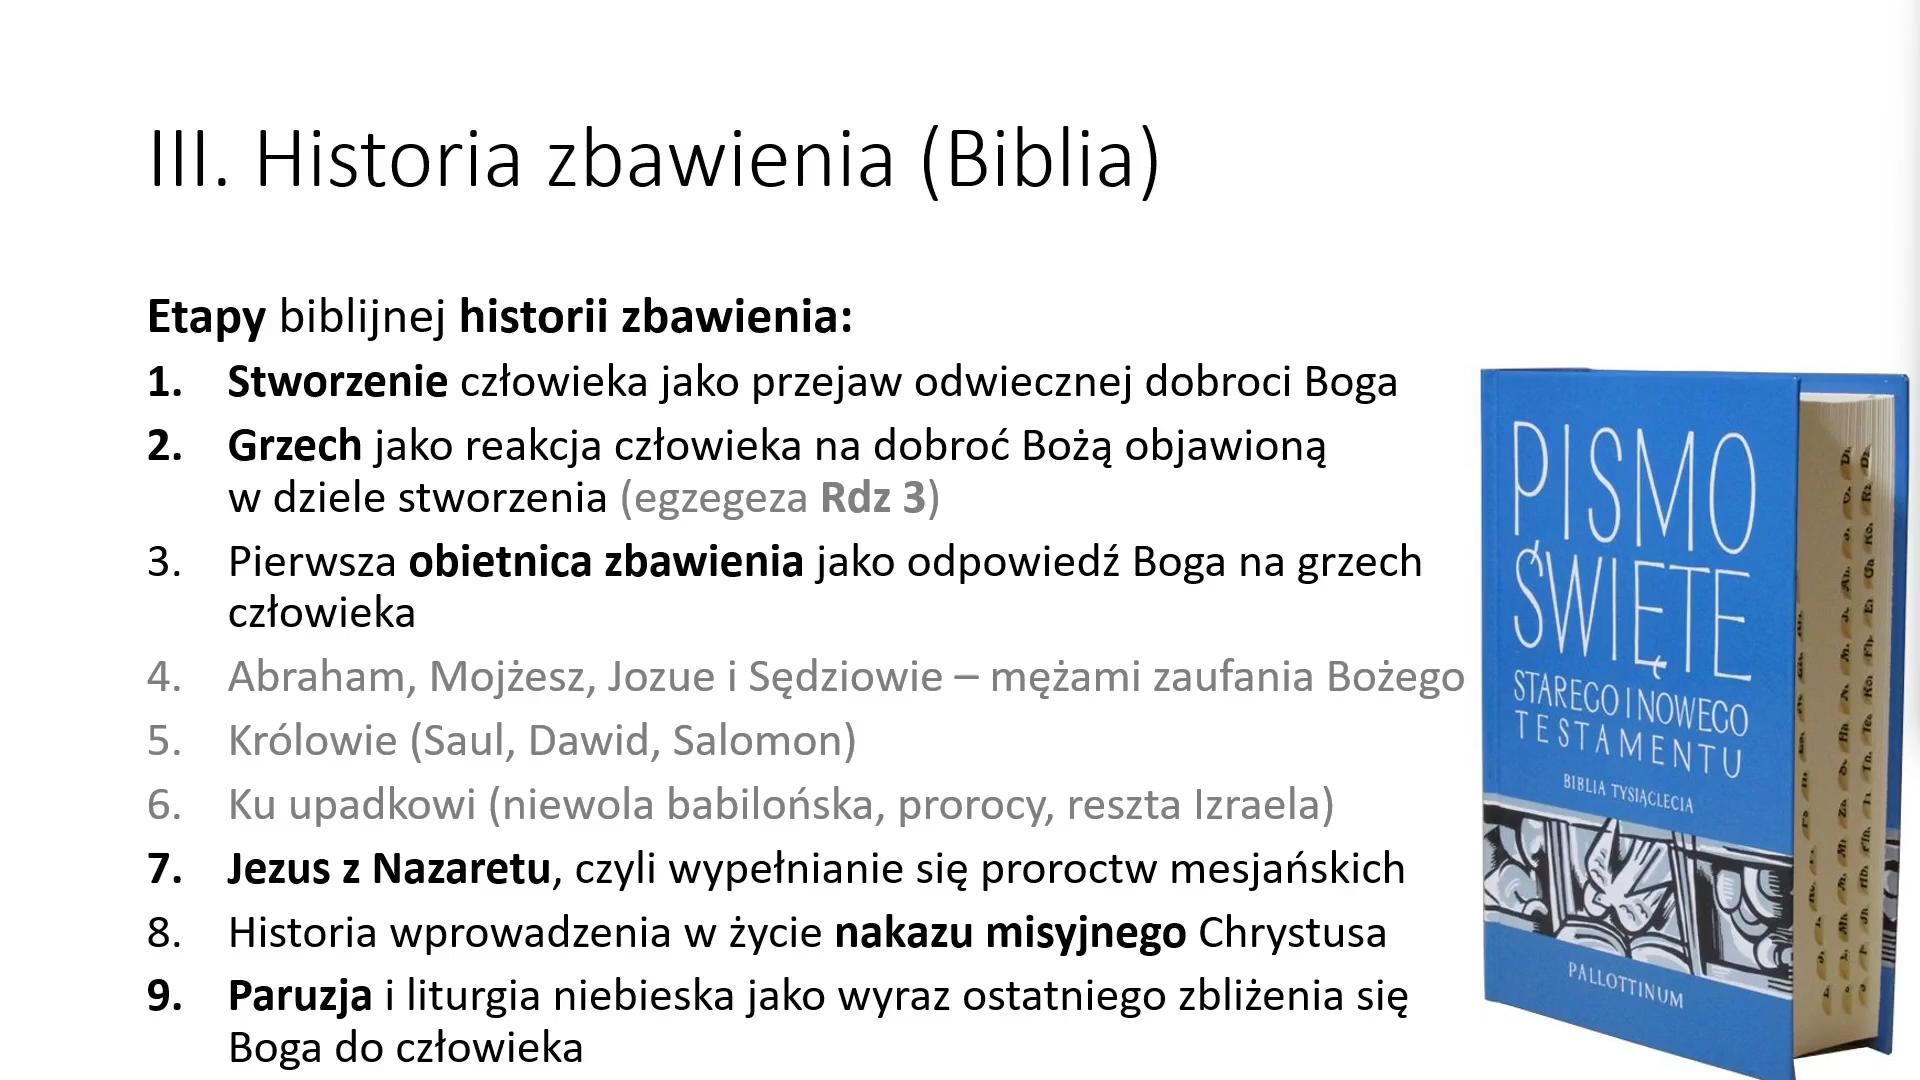 III. Historia zbawienia (Biblia)
Etapy biblijnej historii zbawienia:
1. Stworzenie człowieka jako przejaw odwiecznej dobroci Boga
2. Grzech jako reakcja człowieka na dobroć Bożą objawioną
w dziele stworzenia (egzegeza Rdz 3)
3. Pierwsza obietnica zbawienia jako odpowiedź Boga na grzech
człowieka
4. Abraham, Mojżesz, Jozue i Sędziowie – mężami zaufania Bożego
5. Królowie (Saul, Dawid, Salomon)
6. Ku upadkowi (niewola babilońska, prorocy, reszta Izraela)
7. Jezus z Nazaretu, czyli wypełnianie się proroctw mesjańskich
8. Historia wprowadzenia w życie nakazu misyjnego Chrystusa
9. Paruzja i liturgia niebieska jako wyraz ostatniego zbliżenia się
Boga do człowieka
PISMO
ŚWIĘTE
STAREGO I NOWEGO
TESTAMENTU
BIBLIA TYSIĄCLECIA
PALLOTTINUM